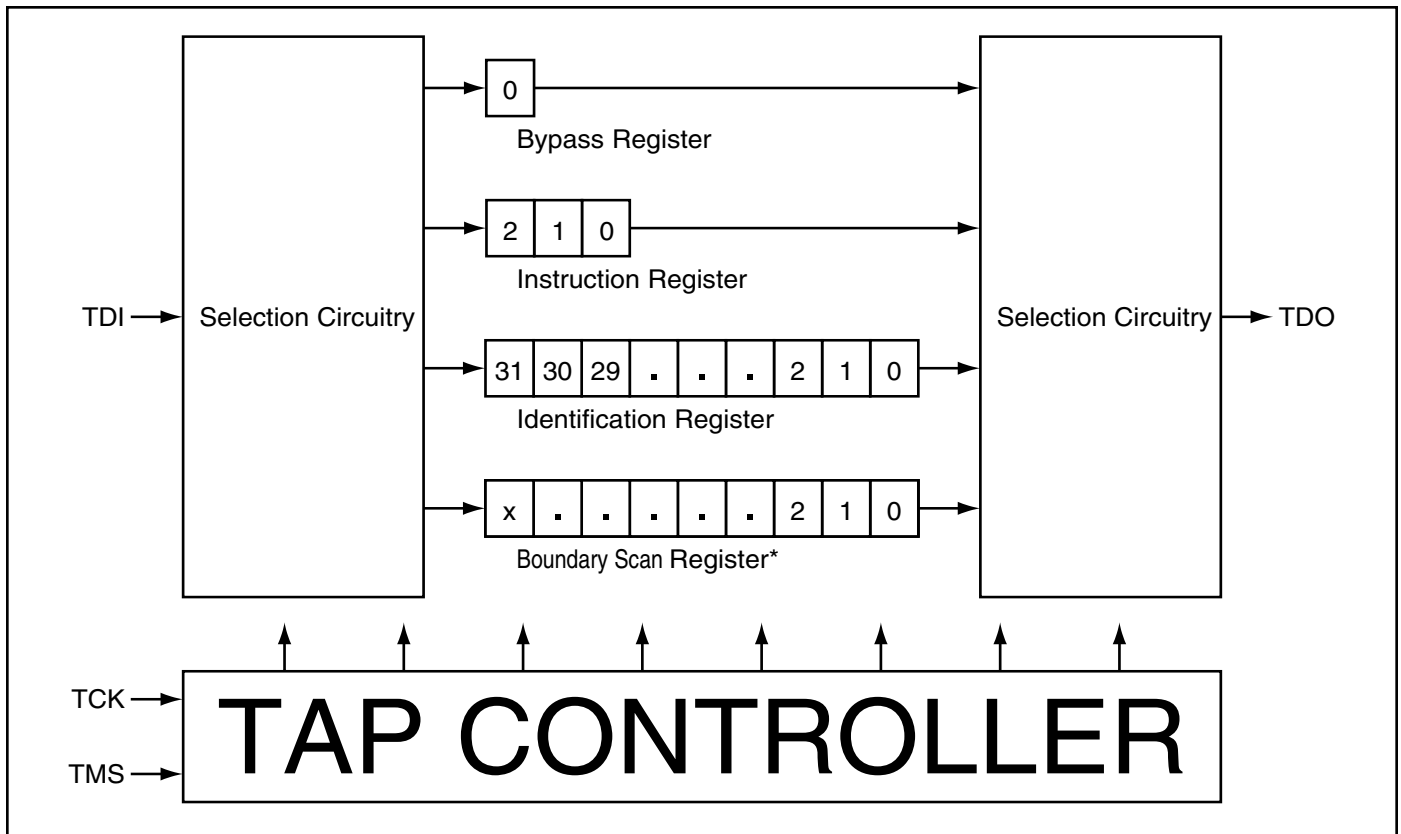 0
Bypass Register
2 1 0
Instruction Register
TDI
Selection Circuitry
Selection Circuitry
TDO
31 30 29 . . . 2 1 0
Identification Register
x . . . . . 2 1 0
Boundary Scan Register*
TCK
TMS
TAP CONTROLLER